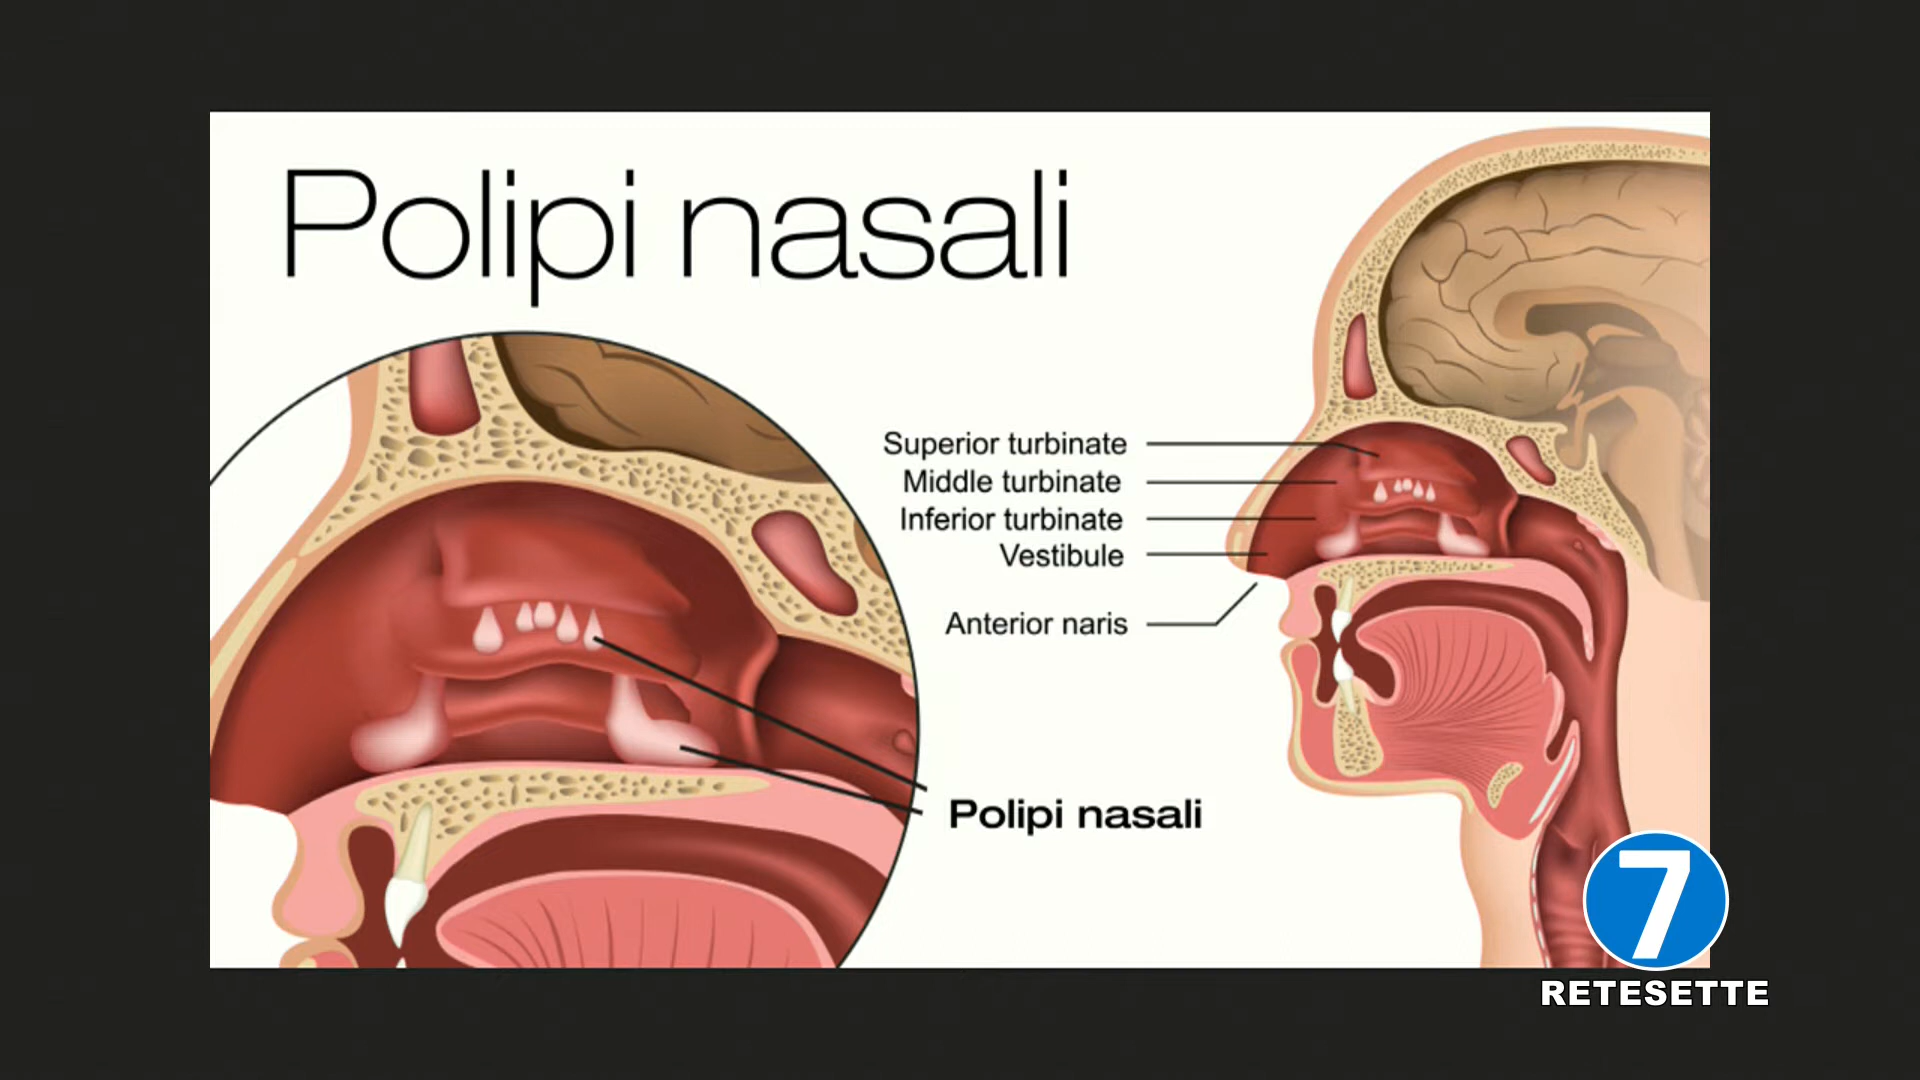 Polipi nasali
Superior turbinate
Middle turbinate
Inferior turbinate
Vestibule
Anterior naris
Polipi nasali
7
RETESETTE